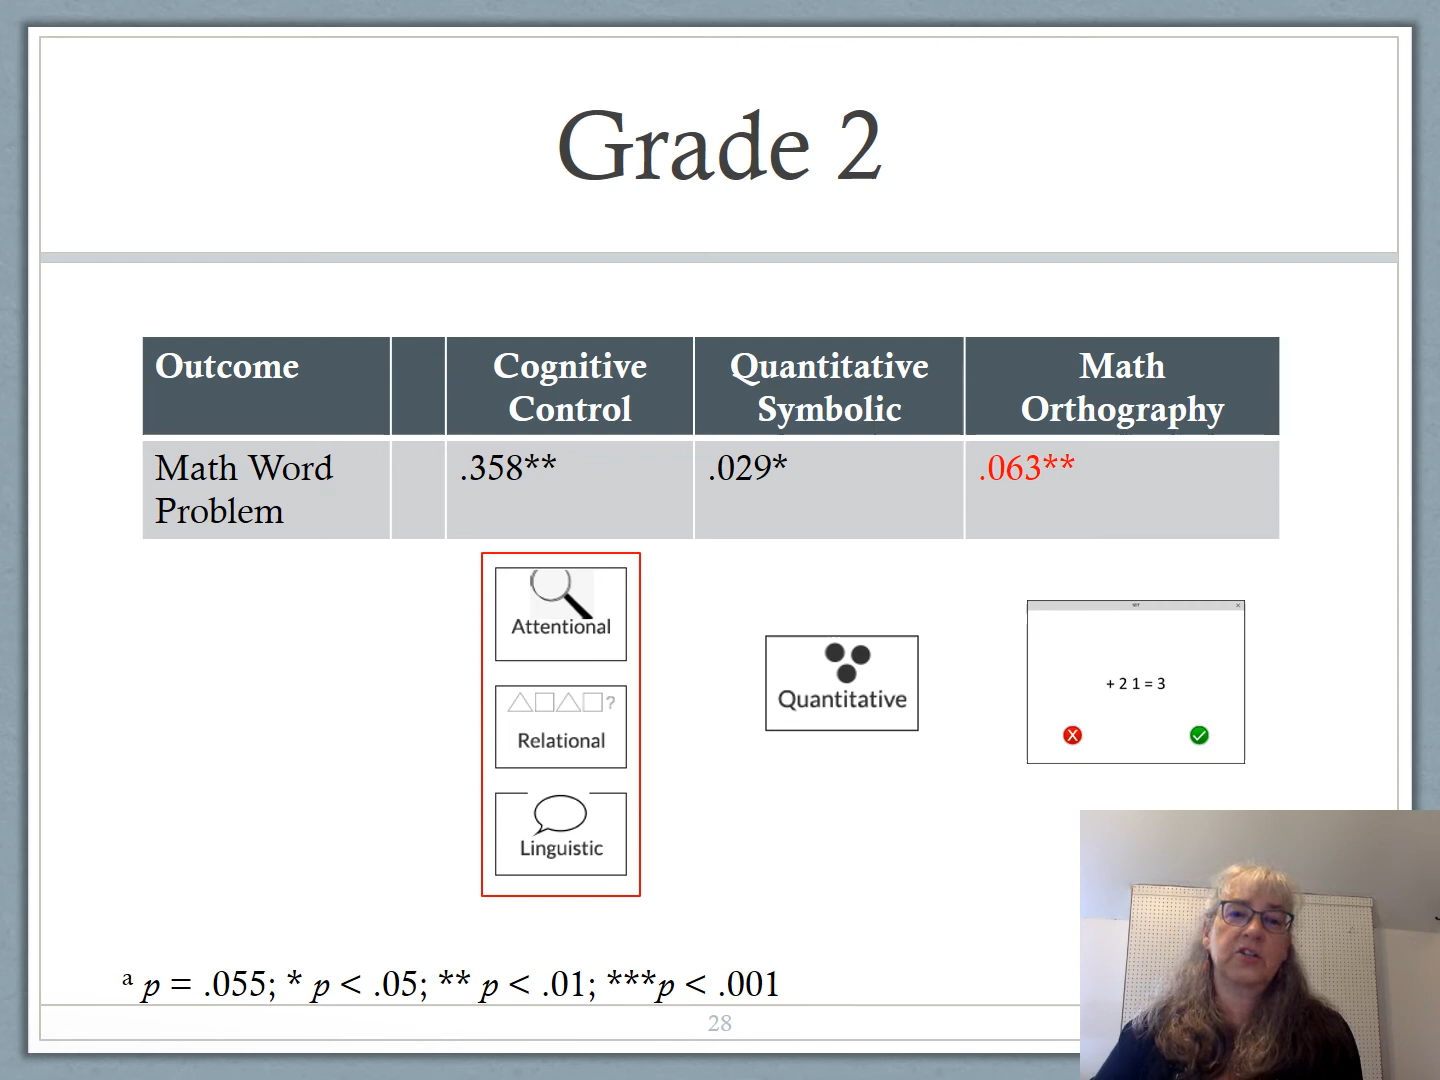 Grade 2
Outcome
Cognitive Control
Quantitative Symbolic
Math Orthography
Math Word Problem
.358**
.029*
.063**
Attentional
?
Relational
Linguistic
Quantitative
+ 2 1 = 3
X
a p = .055; * p < .05; ** p < .01; ***p < .001
28